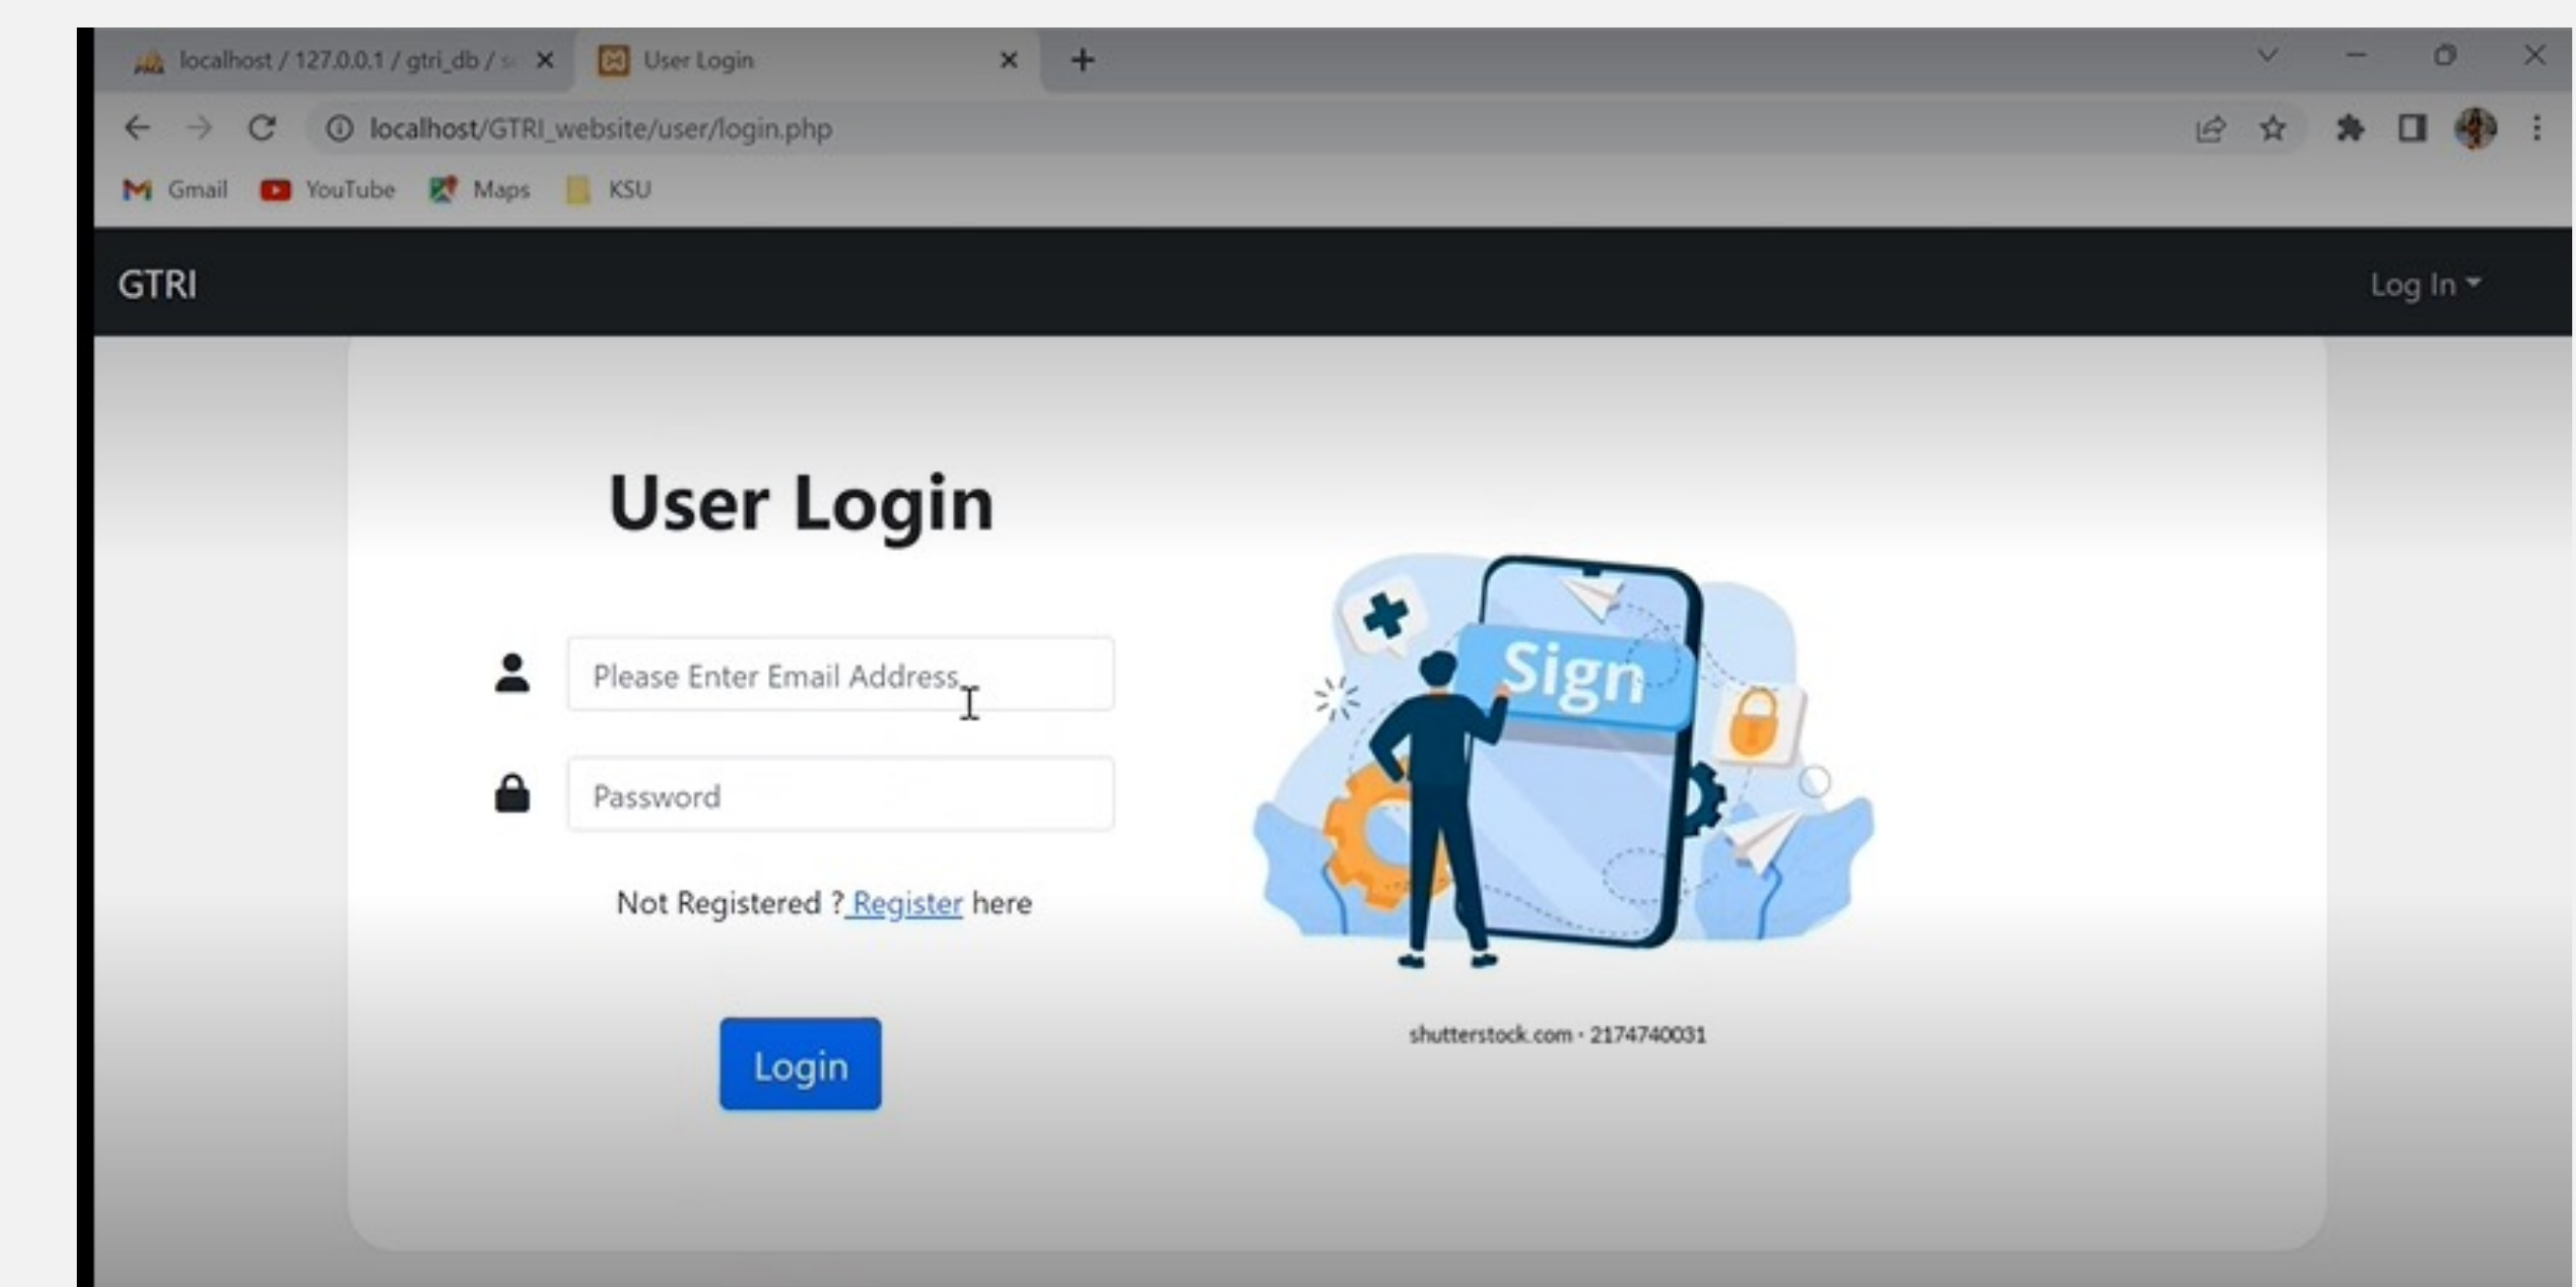 localhost / 127.0.0.1 / gtri_db /
User Login
localhost/GTRI_website/user/login.php
Gmail
YouTube
Maps
KSU
GTRI
Log In
User Login
Please Enter Email Address
Password
Not Registered ? Register here
Login
Sign
shutterstock.com · 2174740031